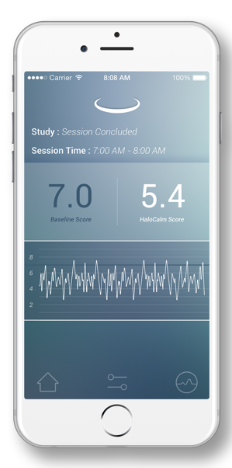 Carrier 8:08 AM 100%
Study : Session Concluded
Session Time : 7:00 AM - 8:00 AM
7.0 5.4
Baseline Score HaloCalm Score
8
6
4
2